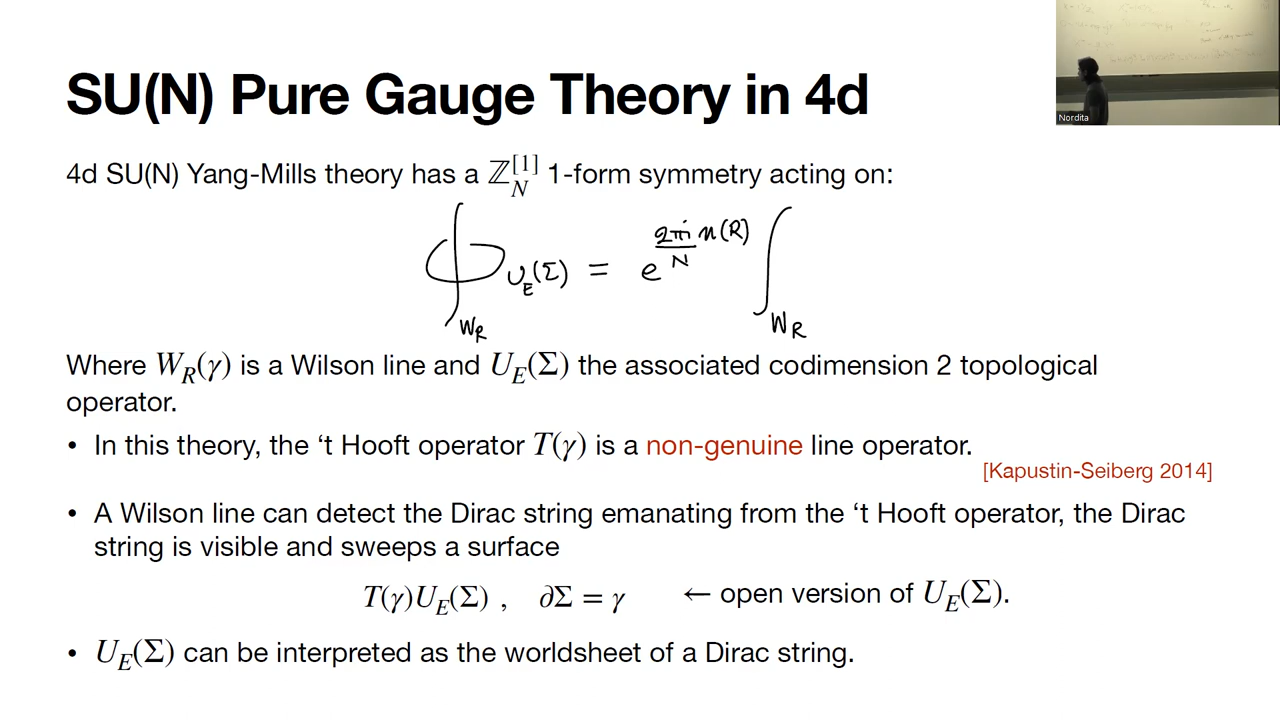 SU(N) Pure Gauge Theory in 4d
Nordita
4d SU(N) Yang-Mills theory has a ℤ_N^[1] 1-form symmetry acting on:
U_E(Σ) = e^{2πi/N n(R)}
W_R W_R
Where W_R(γ) is a Wilson line and U_E(Σ) the associated codimension 2 topological
operator.
• In this theory, the ‘t Hooft operator T(γ) is a non-genuine line operator.
[Kapustin-Seiberg 2014]
• A Wilson line can detect the Dirac string emanating from the ‘t Hooft operator, the Dirac
string is visible and sweeps a surface
T(γ)U_E(Σ) , ∂Σ = γ ← open version of U_E(Σ).
• U_E(Σ) can be interpreted as the worldsheet of a Dirac string.